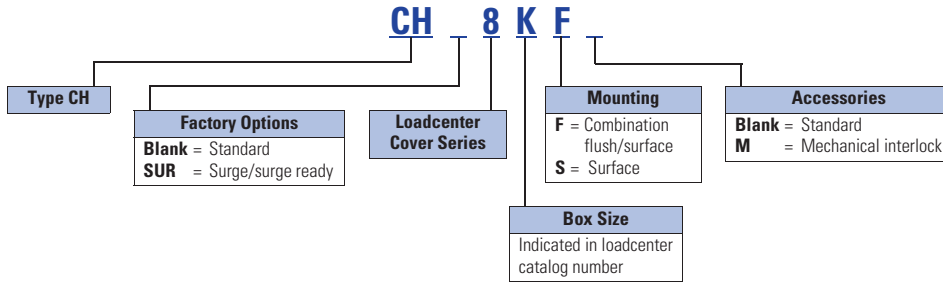 CH _ 8 K F _
Type CH
Factory Options
Blank = Standard
SUR = Surge/surge ready
Loadcenter
Cover Series
Mounting
F = Combination
flush/surface
S = Surface
Accessories
Blank = Standard
M = Mechanical interlock
Box Size
Indicated in loadcenter
catalog number